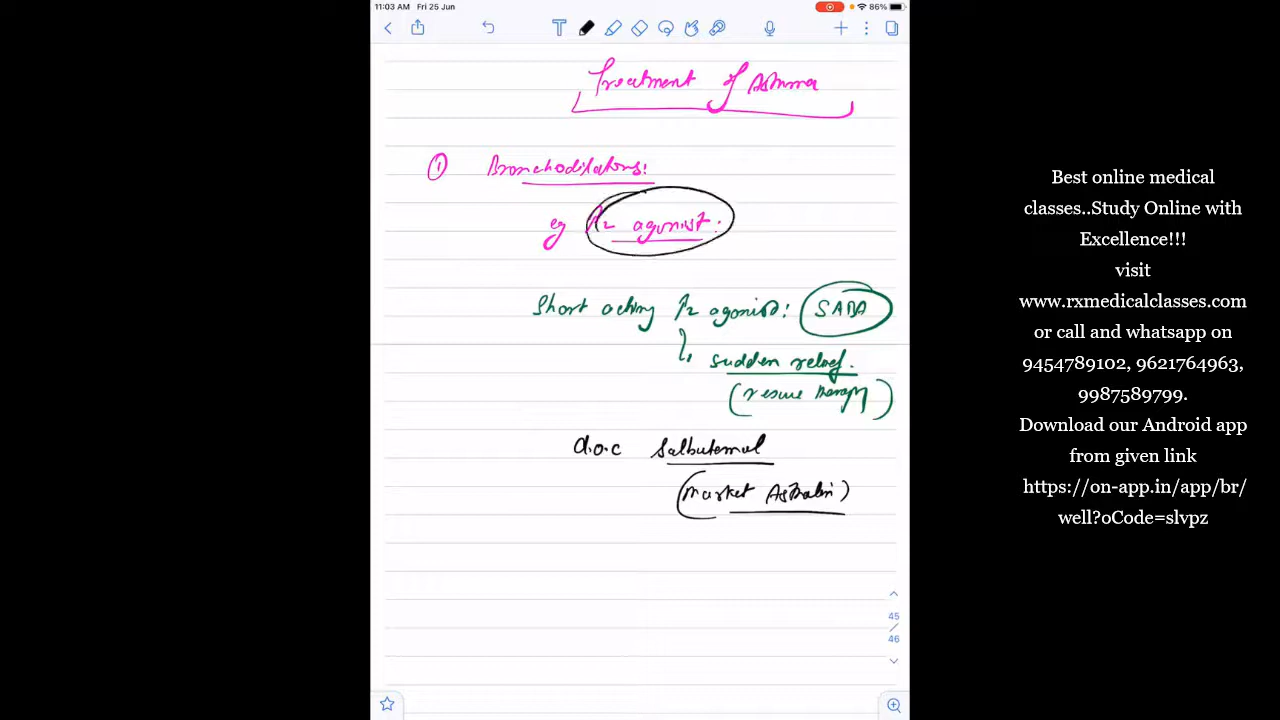 11:03 AM Fri 25 Jun
86%
Treatment of Asthma
① Bronchodilators:
eg β2 agonist.
Short acting β2 agonist: SABA
sudden relief.
(rescue therapy)
d.o.c Salbutamol
(market Asthalin)
45
/
46
Best online medical
classes..Study Online with
Excellence!!!
visit
www.rxmedicalclasses.com
or call and whatsapp on
9454789102, 9621764963,
9987589799.
Download our Android app
from given link
https://on-app.in/app/br/
well?oCode=slvpz